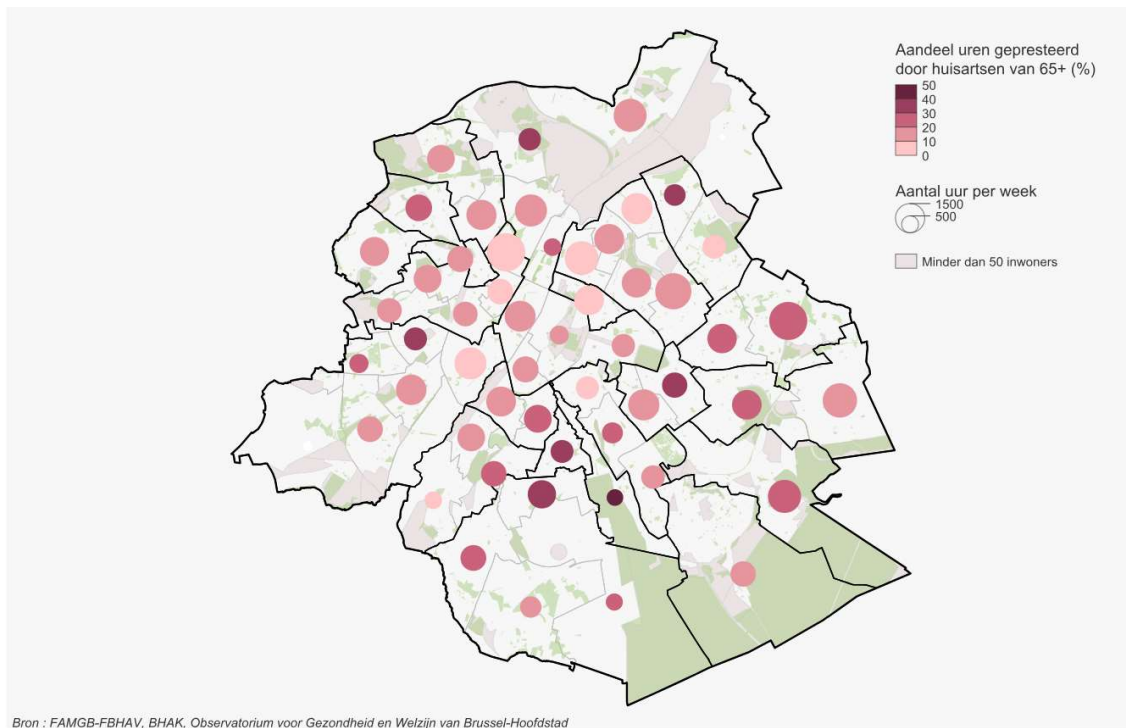 Aandeel uren gepresteerd
door huisartsen van 65+ (%)
50
40
30
20
10
0
Aantal uur per week
1500
500
Minder dan 50 inwoners
Bron : FAMGB-FBHAV, BHAK, Observatorium voor Gezondheid en Welzijn van Brussel-Hoofdstad